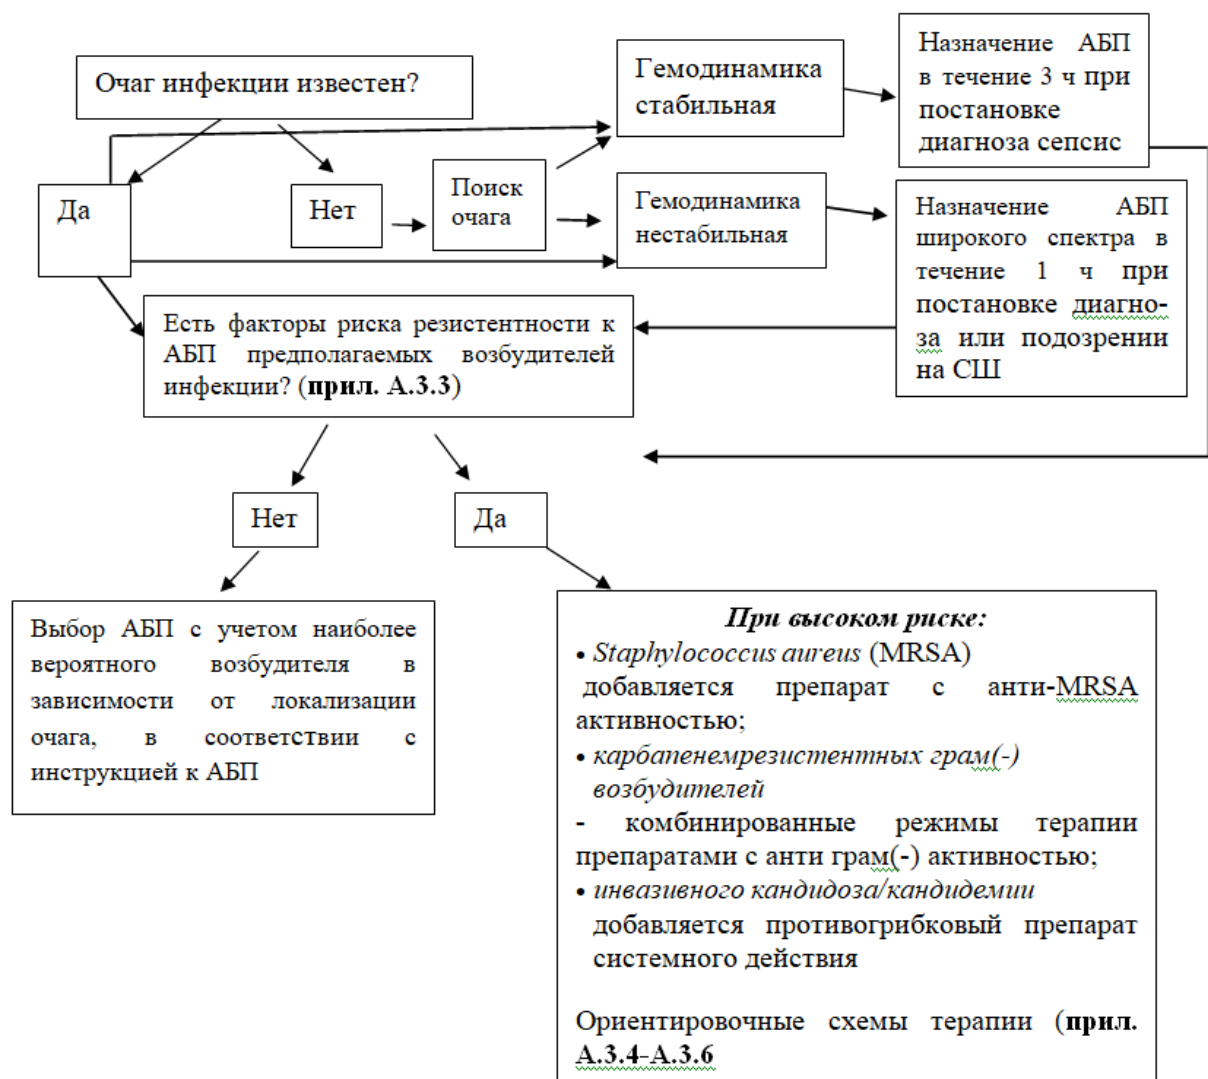 Очаг инфекции известен?
Гемодинамика
стабильная
Назначение АБП
в течение 3 ч при
постановке
диагноза сепсис
Да
Нет
Поиск
очага
Гемодинамика
нестабильная
Назначение АБП
широкого спектра в
течение 1 ч при
постановке диагно-
за или подозрении
на СШ
Есть факторы риска резистентности к
АБП предполагаемых возбудителей
инфекции? (прил. А.3.3)
Нет
Да
Выбор АБП с учетом наиболее
вероятного возбудителя в
зависимости от локализации
очага, в соответствии с
инструкцией к АБП
При высоком риске:
• Staphylococcus aureus (MRSA)
добавляется препарат с анти-MRSA
активностью;
• карбапенемрезистентных грам(-)
возбудителей
- комбинированные режимы терапии
препаратами с анти грам(-) активностью;
• инвазивного кандидоза/кандидемии
добавляется противогрибковый препарат
системного действия
Ориентировочные схемы терапии (прил.
А.3.4-А.3.6